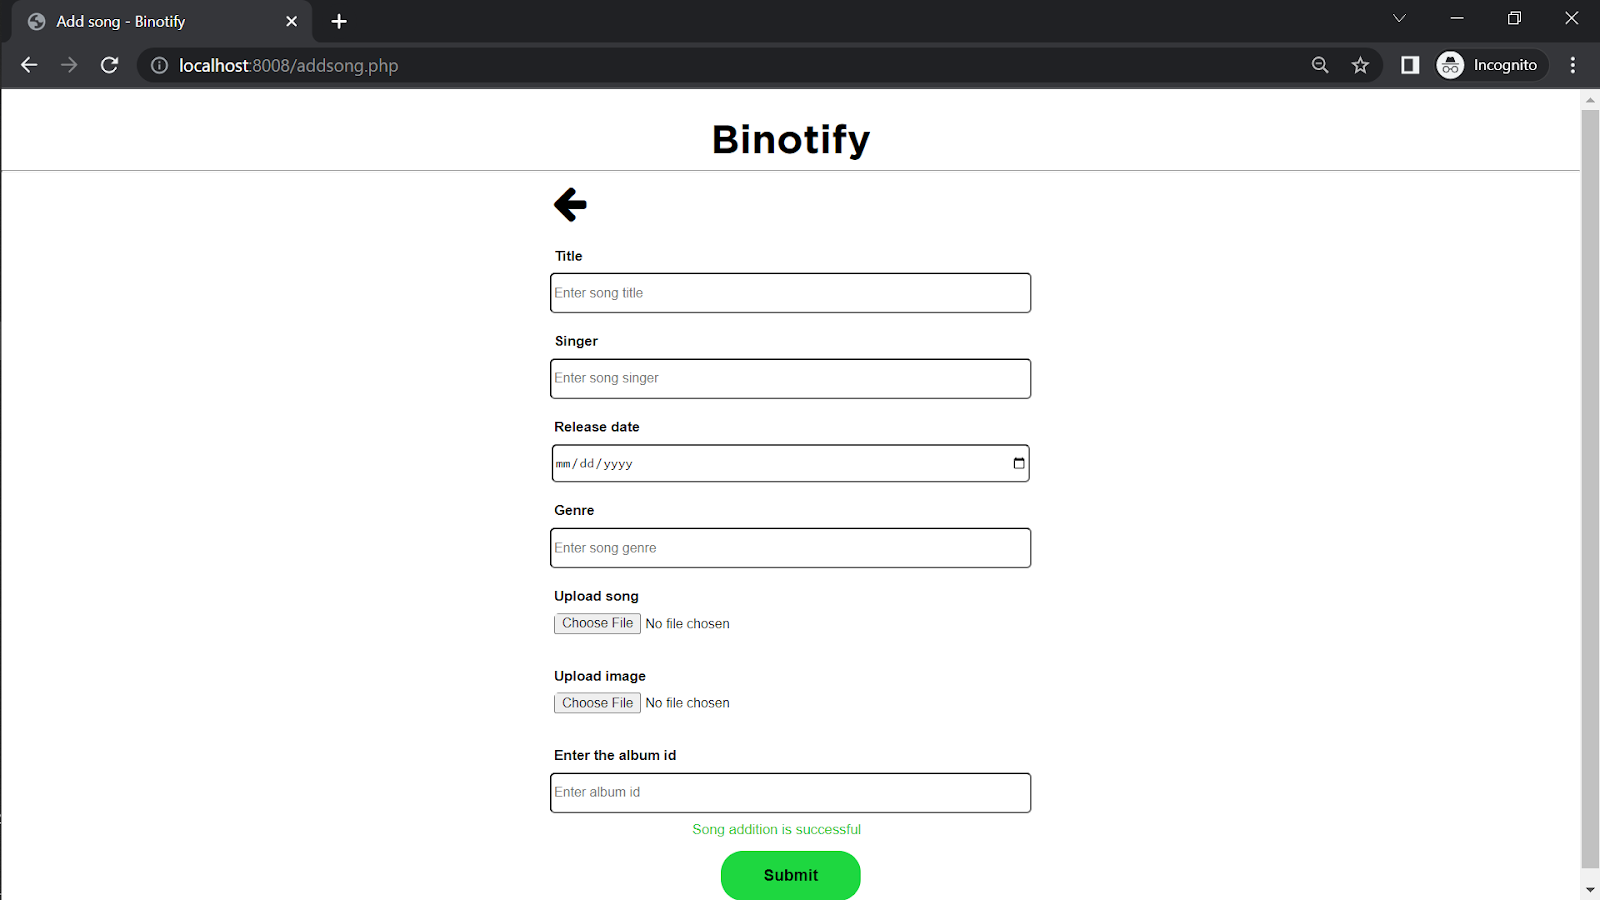 Add song - Binotify
localhost:8008/addsong.php
Incognito
Binotify
Title
Enter song title
Singer
Enter song singer
Release date
mm/dd/yyyy
Genre
Enter song genre
Upload song
Choose File No file chosen
Upload image
Choose File No file chosen
Enter the album id
Enter album id
Song addition is successful
Submit